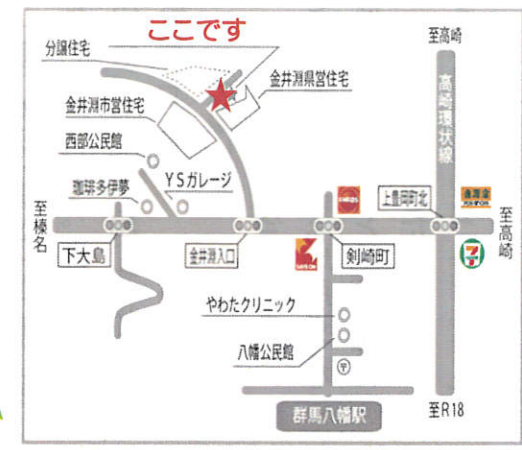 ここです
至高崎
分譲住宅
金井淵県営住宅
高崎環状線
金井淵市営住宅
西部公民館
珈琲多伊夢
YSガレージ
上豊岡町北
至榛名
至高崎
下大島
金井淵入口
剣崎町
7
やわたクリニック
八幡公民館
〒
群馬八幡駅
至R18